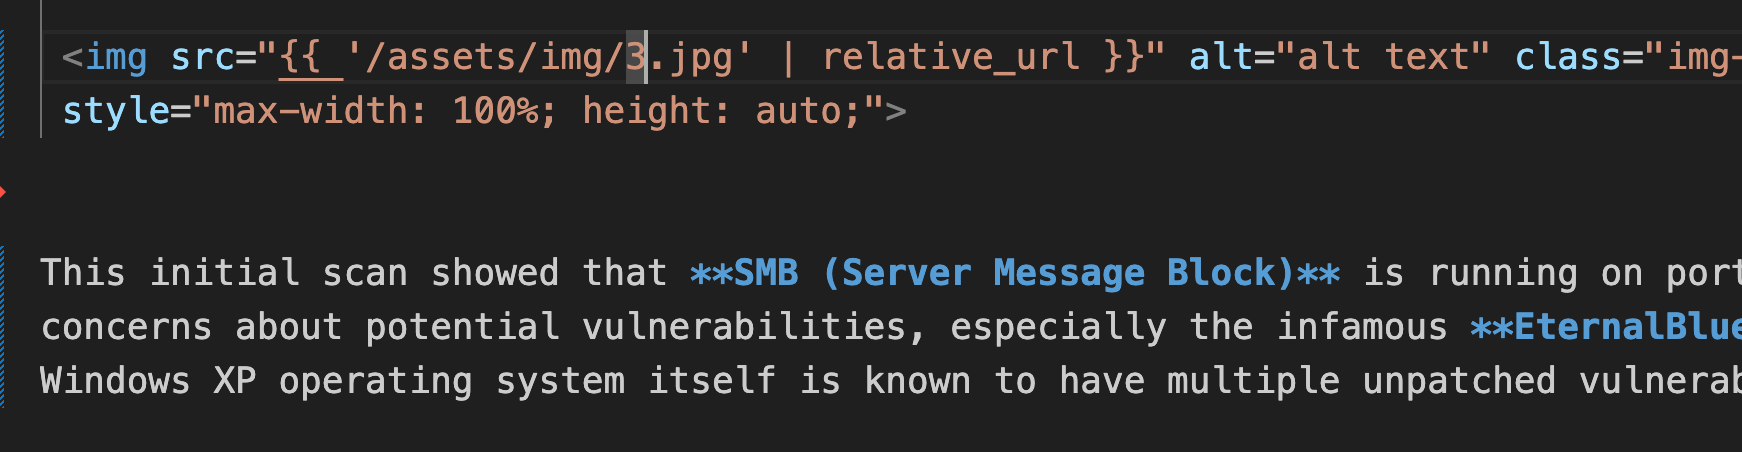 <img src="{{ '/assets/img/3.jpg' | relative_url }}" alt="alt text" class="img-
style="max-width: 100%; height: auto;">
This initial scan showed that **SMB (Server Message Block)** is running on port
concerns about potential vulnerabilities, especially the infamous **EternalBlue
Windows XP operating system itself is known to have multiple unpatched